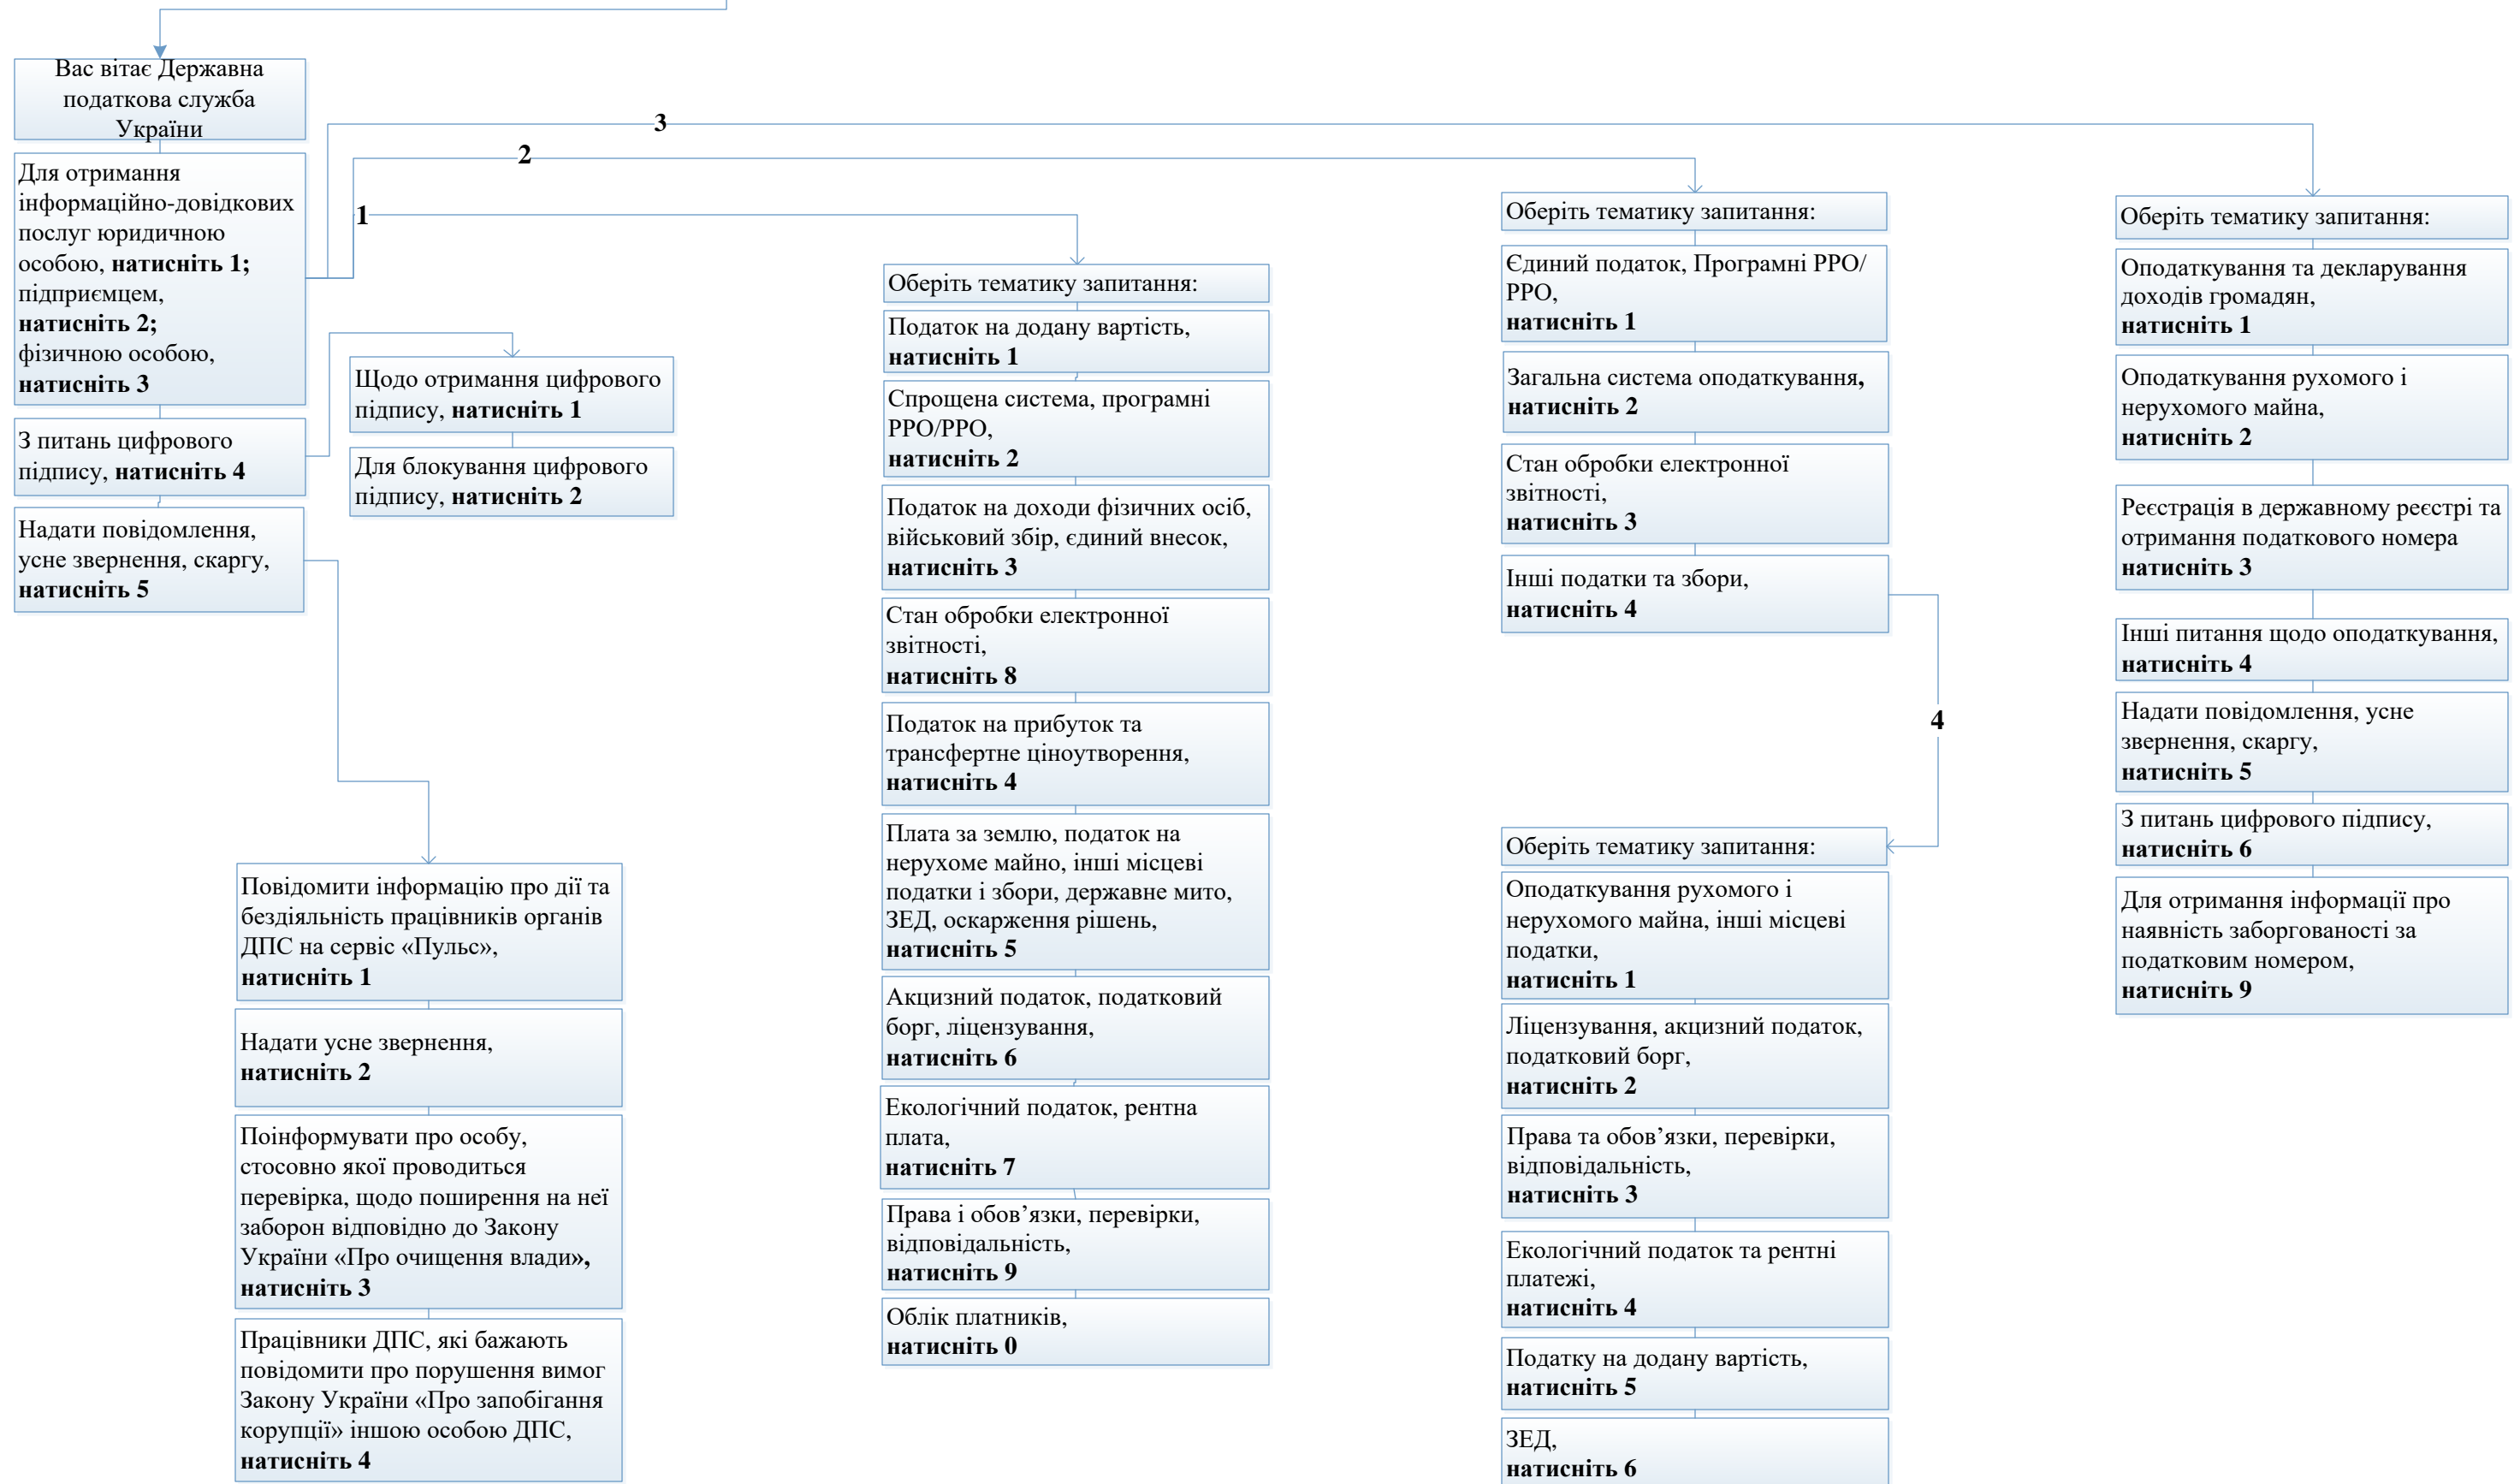 Вас вітає Державна
податкова служба
України
Для отримання
інформаційно-довідкових
послуг юридичною
особою, натисніть 1;
підприємцем,
натисніть 2;
фізичною особою,
натисніть 3
З питань цифрового
підпису, натисніть 4
Надати повідомлення,
усне звернення, скаргу,
натисніть 5
3
2
1
Щодо отримання цифрового
підпису, натисніть 1
Для блокування цифрового
підпису, натисніть 2
Повідомити інформацію про дії та
бездіяльність працівників органів
ДПС на сервіс «Пульс»,
натисніть 1
Надати усне звернення,
натисніть 2
Поінформувати про особу,
стосовно якої проводиться
перевірка, щодо поширення на неї
заборон відповідно до Закону
України «Про очищення влади»,
натисніть 3
Працівники ДПС, які бажають
повідомити про порушення вимог
Закону України «Про запобігання
корупції» іншою особою ДПС,
натисніть 4
Оберіть тематику запитання:
Податок на додану вартість,
натисніть 1
Спрощена система, програмні
РРО/РРО,
натисніть 2
Податок на доходи фізичних осіб,
військовий збір, єдиний внесок,
натисніть 3
Стан обробки електронної
звітності,
натисніть 8
Податок на прибуток та
трансфертне ціноутворення,
натисніть 4
Плата за землю, податок на
нерухоме майно, інші місцеві
податки і збори, державне мито,
ЗЕД, оскарження рішень,
натисніть 5
Акцизний податок, податковий
борг, ліцензування,
натисніть 6
Екологічний податок, рентна
плата,
натисніть 7
Права і обов’язки, перевірки,
відповідальність,
натисніть 9
Облік платників,
натисніть 0
Оберіть тематику запитання:
Єдиний податок, Програмні РРО/
РРО,
натисніть 1
Загальна система оподаткування,
натисніть 2
Стан обробки електронної
звітності,
натисніть 3
Інші податки та збори,
натисніть 4
4
Оберіть тематику запитання:
Оподаткування рухомого і
нерухомого майна, інші місцеві
податки,
натисніть 1
Ліцензування, акцизний податок,
податковий борг,
натисніть 2
Права та обов’язки, перевірки,
відповідальність,
натисніть 3
Екологічний податок та рентні
платежі,
натисніть 4
Податку на додану вартість,
натисніть 5
ЗЕД,
натисніть 6
Оберіть тематику запитання:
Оподаткування та декларування
доходів громадян,
натисніть 1
Оподаткування рухомого і
нерухомого майна,
натисніть 2
Реєстрація в державному реєстрі та
отримання податкового номера
натисніть 3
Інші питання щодо оподаткування,
натисніть 4
Надати повідомлення, усне
звернення, скаргу,
натисніть 5
З питань цифрового підпису,
натисніть 6
Для отримання інформації про
наявність заборгованості за
податковим номером,
натисніть 9